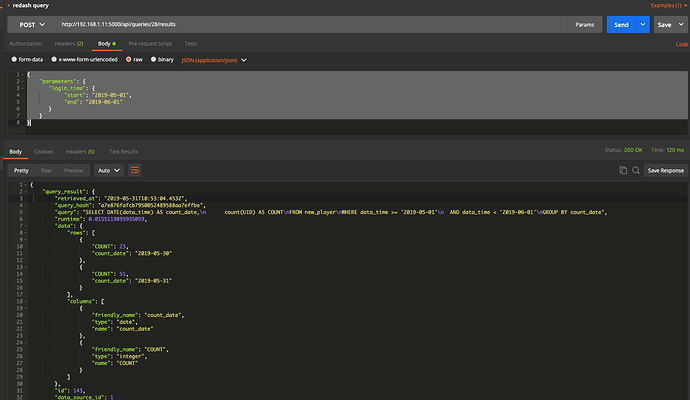 redash query
Examples (1)
POST
http://192.168.1.11:5000/api/queries/28/results
Params
Send
Save
Authorization
Headers (2)
Body
Pre-request Script
Tests
Code
form-data
x-www-form-urlencoded
raw
binary
JSON (application/json)
1 {
2 "parameters": {
3 "login_time": {
4 "start": "2019-05-01",
5 "end": "2019-06-01"
6 }
7 }
8 }
Body
Cookies
Headers (5)
Test Results
Status: 200 OK
Time: 120 ms
Pretty
Raw
Preview
Auto
Save Response
1 {
2 "query_result": {
3 "retrieved_at": "2019-05-31T10:53:04.453Z",
4 "query_hash": "a7e876fafcb7950052489588aa7effbe",
5 "query": "SELECT DATE(data_time) AS count_date,\n count(UID) AS COUNT\nFROM new_player\nWHERE data_time >= '2019-05-01'\n AND data_time < '2019-06-01'\nGROUP BY count_date",
6 "runtime": 0.0155119895935059,
7 "data": {
8 "rows": [
9 {
10 "COUNT": 23,
11 "count_date": "2019-05-30"
12 },
13 {
14 "COUNT": 51,
15 "count_date": "2019-05-31"
16 }
17 ],
18 "columns": [
19 {
20 "friendly_name": "count_date",
21 "type": "date",
22 "name": "count_date"
23 },
24 {
25 "friendly_name": "COUNT",
26 "type": "integer",
27 "name": "COUNT"
28 }
29 ]
30 },
31 "id": 143,
32 "data_source_id": 1